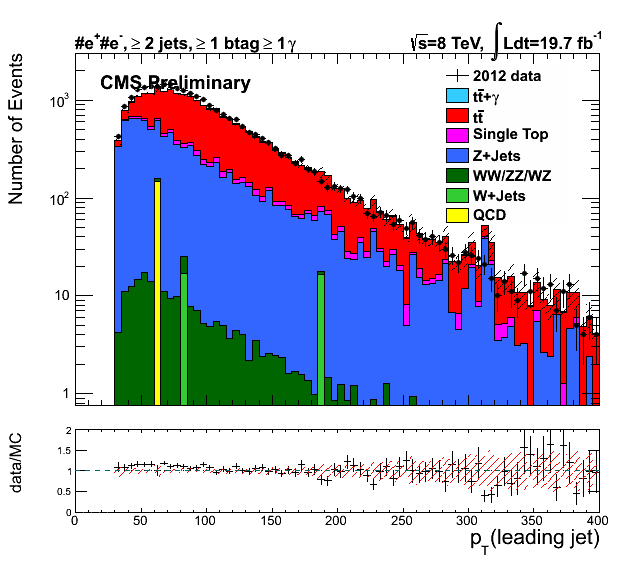 #e⁺#e⁻, ≥ 2 jets, ≥ 1 btag ≥ 1 γ
√s=8 TeV, ∫Ldt=19.7 fb⁻¹
CMS Preliminary
2012 data
tt̄+γ
tt̄
Single Top
Z+Jets
WW/ZZ/WZ
W+Jets
QCD
Number of Events
10³
10²
10
1
data/MC
2
1.5
1
0.5
0
0 50 100 150 200 250 300 350 400
p_T(leading jet)